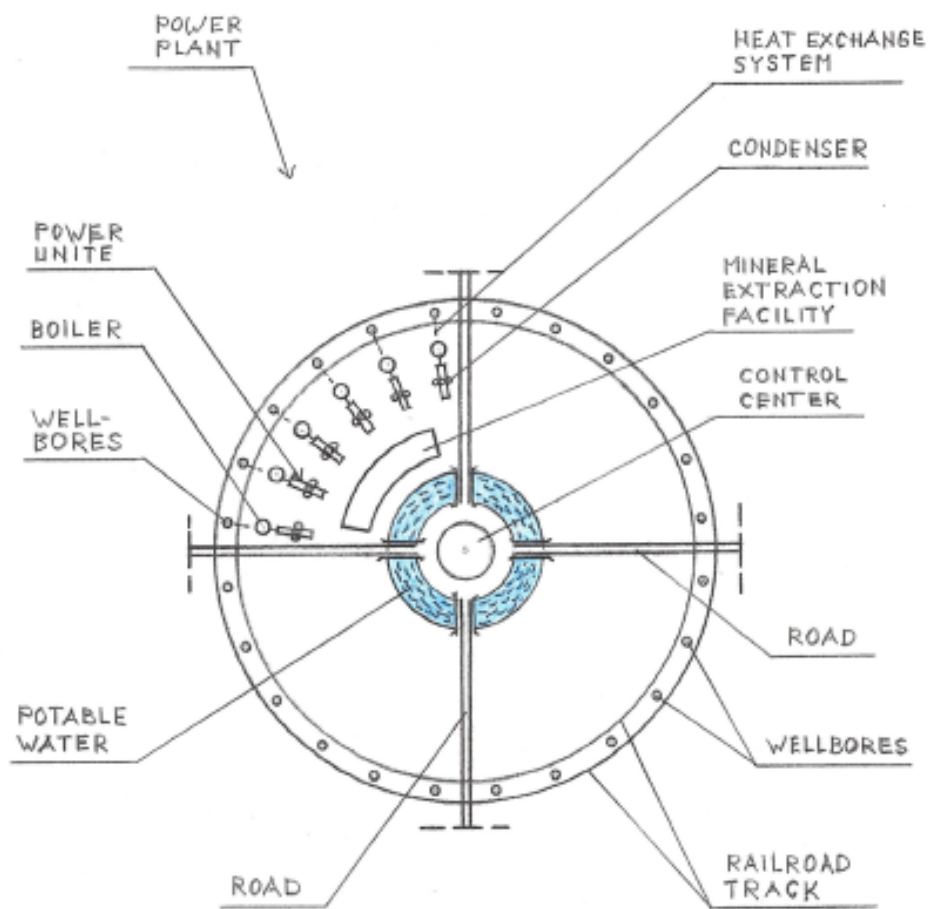 POWER
PLANT
HEAT EXCHANGE
SYSTEM
CONDENSER
POWER
UNITE
MINERAL
EXTRACTION
FACILITY
BOILER
CONTROL
CENTER
WELL-
BORES
ROAD
POTABLE
WATER
WELLBORES
ROAD
RAILROAD
TRACK